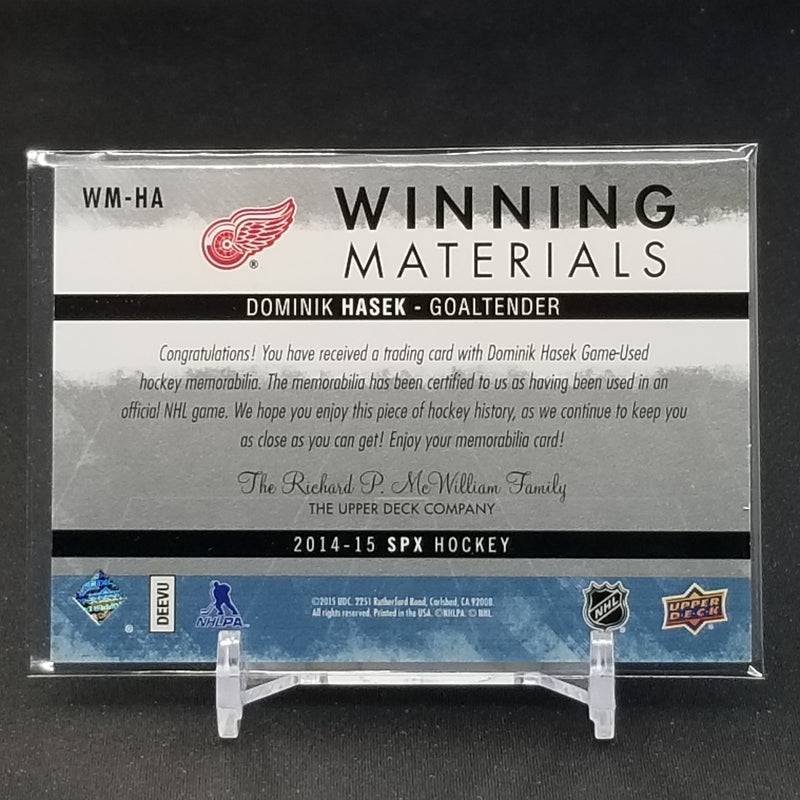 WM-HA
WINNING
MATERIALS
®
DOMINIK HASEK - GOALTENDER
Congratulations! You have received a trading card with Dominik Hasek Game-Used
hockey memorabilia. The memorabilia has been certified to us as having been used in an
official NHL game. We hope you enjoy this piece of hockey history, as we continue to keep you
as close as you can get! Enjoy your memorabilia card!
The Richard P. McWilliam Family
THE UPPER DECK COMPANY
2014-15 SPX HOCKEY
DEEVU
NHLPA
©2015 UDC. 2251 Rutherford Road, Carlsbad, CA 92008
All rights reserved. Printed in the USA. ©NHLPA. © NHL.
NHL
UPPER
DECK